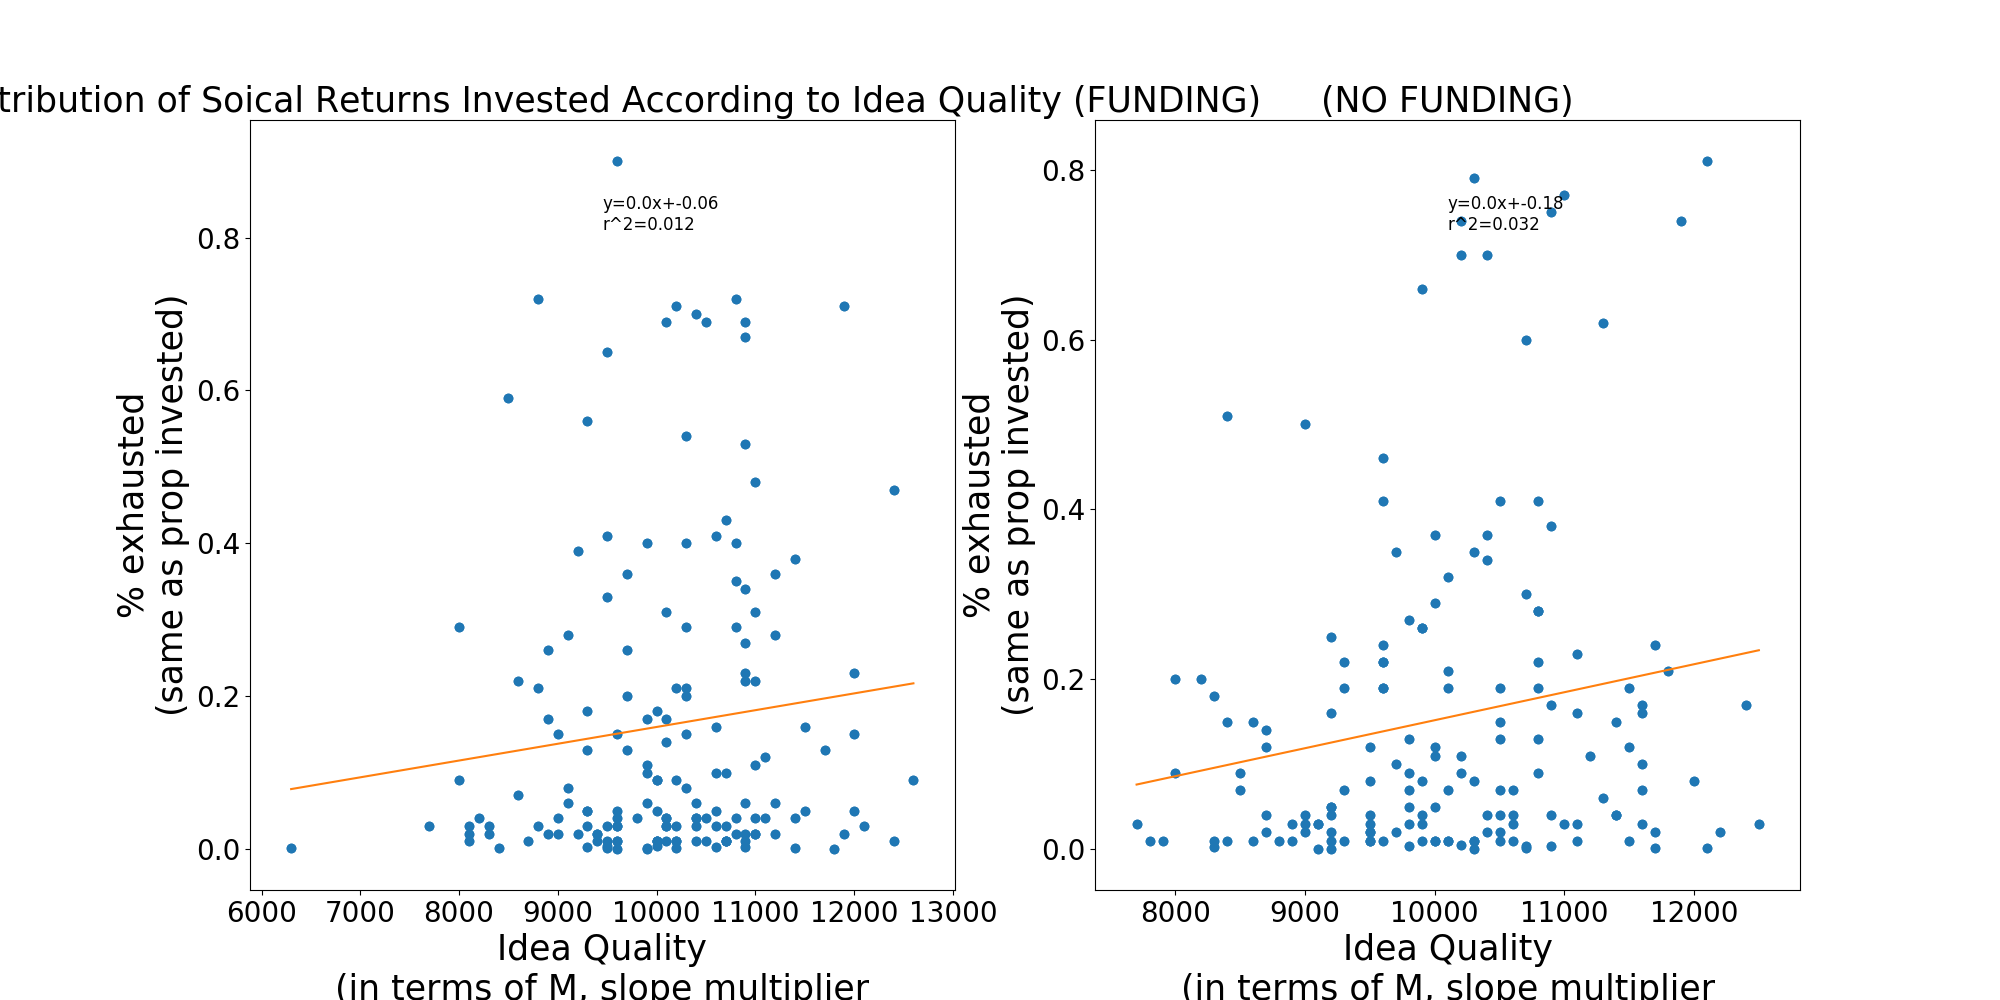 tribution of Soical Returns Invested According to Idea Quality (FUNDING) (NO FUNDING)
y=0.0x+-0.06
r^2=0.012
0.8
0.6
0.4
0.2
0.0
% exhausted
(same as prop invested)
6000 7000 8000 9000 10000 11000 12000 13000
Idea Quality
(in terms of M, slope multiplier
y=0.0x+-0.18
r^2=0.032
0.8
0.6
0.4
0.2
0.0
% exhausted
(same as prop invested)
8000 9000 10000 11000 12000
Idea Quality
(in terms of M, slope multiplier